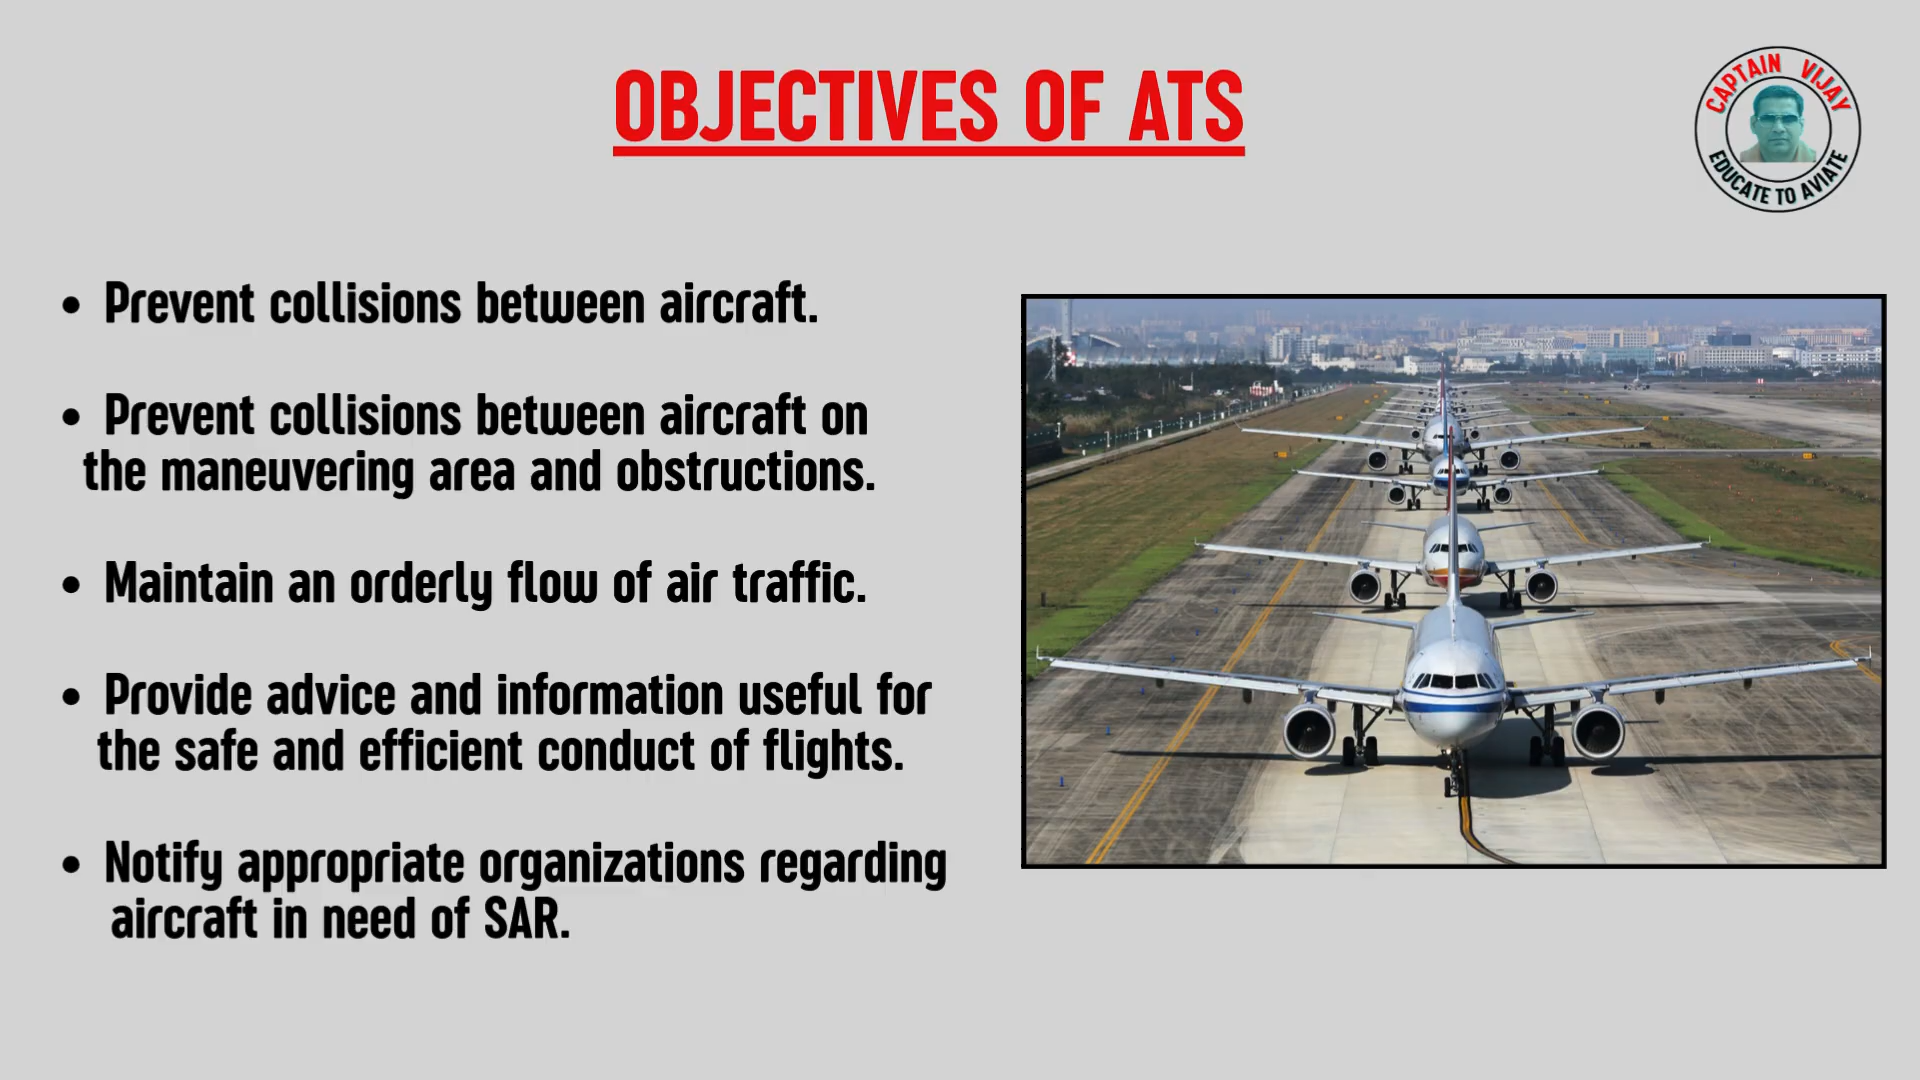 OBJECTIVES OF ATS
CAPTAIN VIJAY
EDUCATE TO AVIATE
• Prevent collisions between aircraft.
• Prevent collisions between aircraft on
the maneuvering area and obstructions.
• Maintain an orderly flow of air traffic.
• Provide advice and information useful for
the safe and efficient conduct of flights.
• Notify appropriate organizations regarding
aircraft in need of SAR.